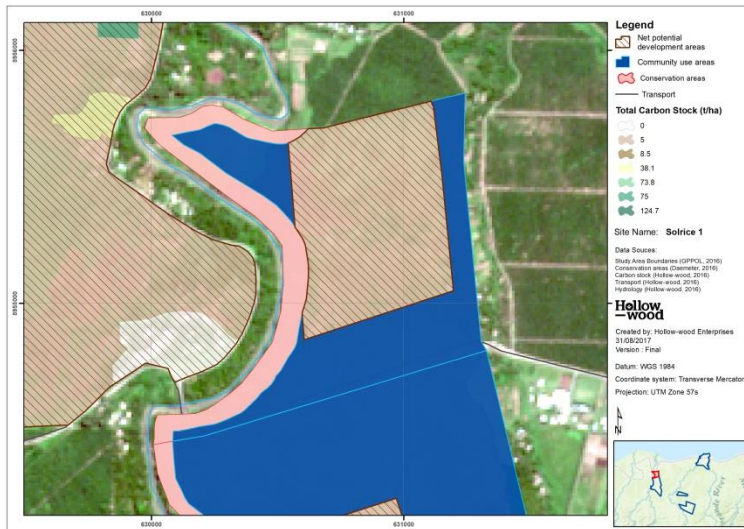 630000
631000
8956000
8955000
630000
631000
Legend
Net potential
development areas
Community use areas
Conservation areas
Transport
Total Carbon Stock (t/ha)
0
5
8.5
38.1
73.8
75
124.7
Site Name: Solrice 1
Data Souces:
Study Area Boundaries (GPPOL, 2016)
Conservation areas (Daemeter, 2016)
Carbon stock (Hollow-wood, 2016)
Transport (Hollow-wood, 2016)
Hydrology (Hollow-wood, 2016)
Hollow
–wood
Created by: Hollow-wood Enterprises
31/08/2017
Version : Final
Datum: WGS 1984
Coordinate system: Transverse Mercator
Projection: UTM Zone 57s
N